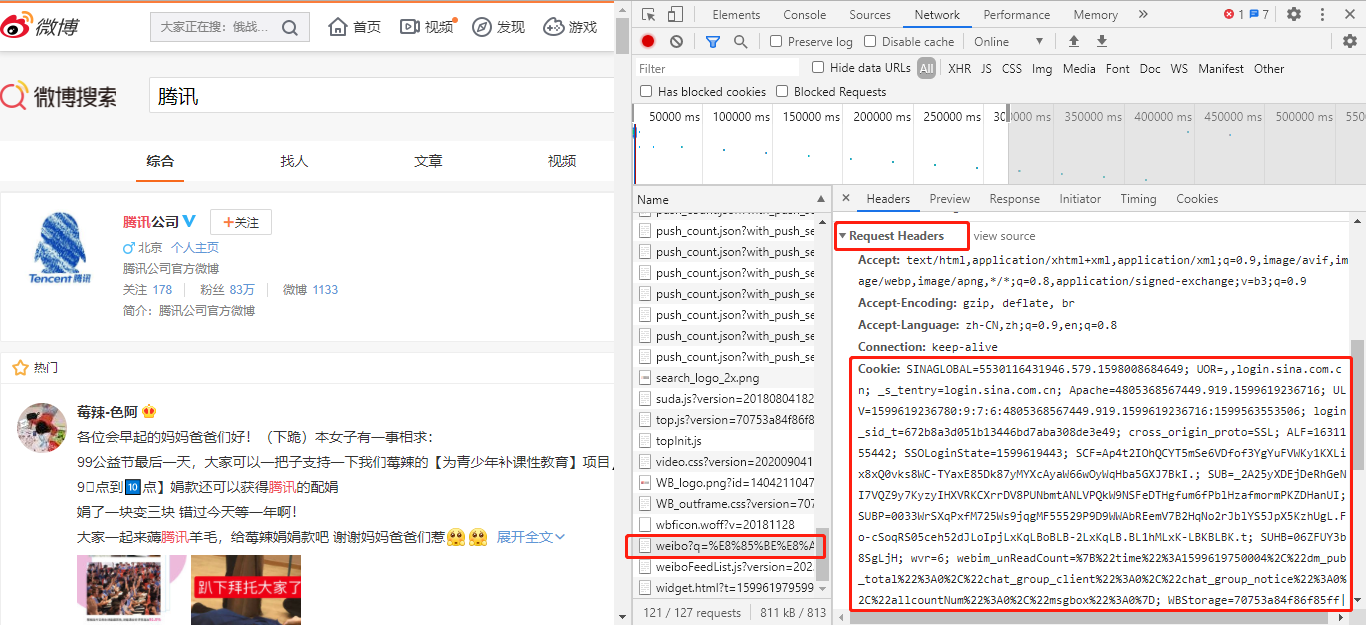 微博
大家正在搜：俄战...
首页
视频
发现
游戏
微博搜索
腾讯
综合
找人
文章
视频
腾讯公司
+关注
北京 个人主页
腾讯公司官方微博
关注 178
粉丝 83万
微博 1133
简介：腾讯公司官方微博
Tencent 腾讯
热门
莓辣-色阿
各位会早起的妈妈爸爸们好！（下跪）本女子有一事相求：
99公益节最后一天，大家可以一把子支持一下我们莓辣的【为青少年补课性教育】项目
9点到10点】娟款还可以获得腾讯的配娟
娟了一块变三块 错过今天等一年啊！
大家一起来薅腾讯羊毛，给莓辣娟娟款吧 谢谢妈妈爸爸们惹 展开全文
趴下拜托大家了
Elements
Console
Sources
Network
Performance
Memory
1
7
Preserve log
Disable cache
Online
Filter
Hide data URLs
All
XHR
JS
CSS
Img
Media
Font
Doc
WS
Manifest
Other
Has blocked cookies
Blocked Requests
50000 ms
100000 ms
150000 ms
200000 ms
250000 ms
350000 ms
400000 ms
450000 ms
500000 ms
Name
push_count.json?with_push_se
push_count.json?with_push_se
push_count.json?with_push_se
push_count.json?with_push_se
push_count.json?with_push_se
push_count.json?with_push_se
push_count.json?with_push_se
push_count.json?with_push_se
search_logo_2x.png
suda.js?version=20180804182
top.js?version=70753a84f86f8
topInit.js
video.css?version=202009041
WB_logo.png?id=1404211047
WB_outframe.css?version=707
wbficon.woff?v=20181128
weibo?q=%E8%85%BE%E8%A
weiboFeedList.js?version=202
widget.html?t=159961979599
121 / 127 requests
811 kB / 813
Headers
Preview
Response
Initiator
Timing
Cookies
Request Headers
view source
Accept: text/html,application/xhtml+xml,application/xml;q=0.9,image/avif,im
age/webp,image/apng,*/*;q=0.8,application/signed-exchange;v=b3;q=0.9
Accept-Encoding: gzip, deflate, br
Accept-Language: zh-CN,zh;q=0.9,en;q=0.8
Connection: keep-alive
Cookie: SINAGLOBAL=5530116431946.579.1598008684649; UOR=,,login.sina.com.c
n; _s_tentry=login.sina.com.cn; Apache=4805368567449.919.1599619236716; UL
V=1599619236780:9:7:6:4805368567449.919.1599619236716:1599563553506; login
_sid_t=672b8a3d051b13446bd7aba308de3e49; cross_origin_proto=SSL; ALF=16311
55442; SSOLoginState=1599619443; SCF=Ap4t2IOhQCYT5mSe6VDfof3YgYuFVWKy1KXLi
x8xQ0vks8WC-TYaxE85Dk87yMYXcAyaW66wOyWqHba5GXJ7BkI.; SUB=_2A25yXDEjDeRhGeN
I7VQZ9y7KyzyIHXVRKCXrrDV8PUNbmtANLVPQkW9NSFeDTHgfum6fPb1HzafmormPKZDHanUI;
SUBP=0033WrSXqPxfM725Ws9jqgMF55529P9D9WWAbREemV7B2HqNo2rJb1YS5JpX5KzhUgL.F
o-cSoqRS05ceh52dJLoIpjLxKqLBoBLB-2LxKqLB.BL1hMLxK-LBKBLBK.t; SUHB=06ZFUY3b
8SgLjH; wvr=6; webim_unReadCount=%7B%22time%22%3A1599619750004%2C%22dm_pub
_total%22%3A0%2C%22chat_group_client%22%3A0%2C%22chat_group_notice%22%3A0%
2C%22allcountNum%22%3A0%2C%22msgbox%22%3A0%7D; WBStorage=70753a84f86f85ff|